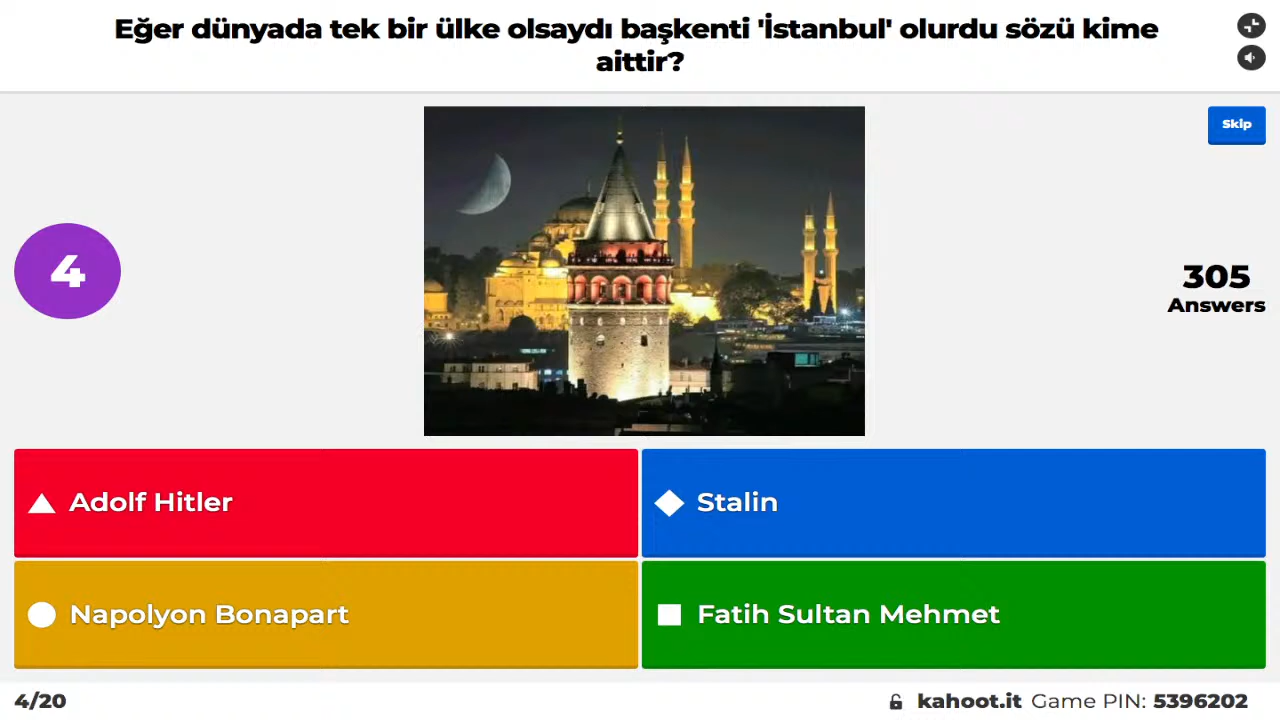 Eğer dünyada tek bir ülke olsaydı başkenti 'İstanbul' olurdu sözü kime
aittir?
Skip
4
305
Answers
Adolf Hitler
Stalin
Napolyon Bonapart
Fatih Sultan Mehmet
4/20
kahoot.it Game PIN: 5396202